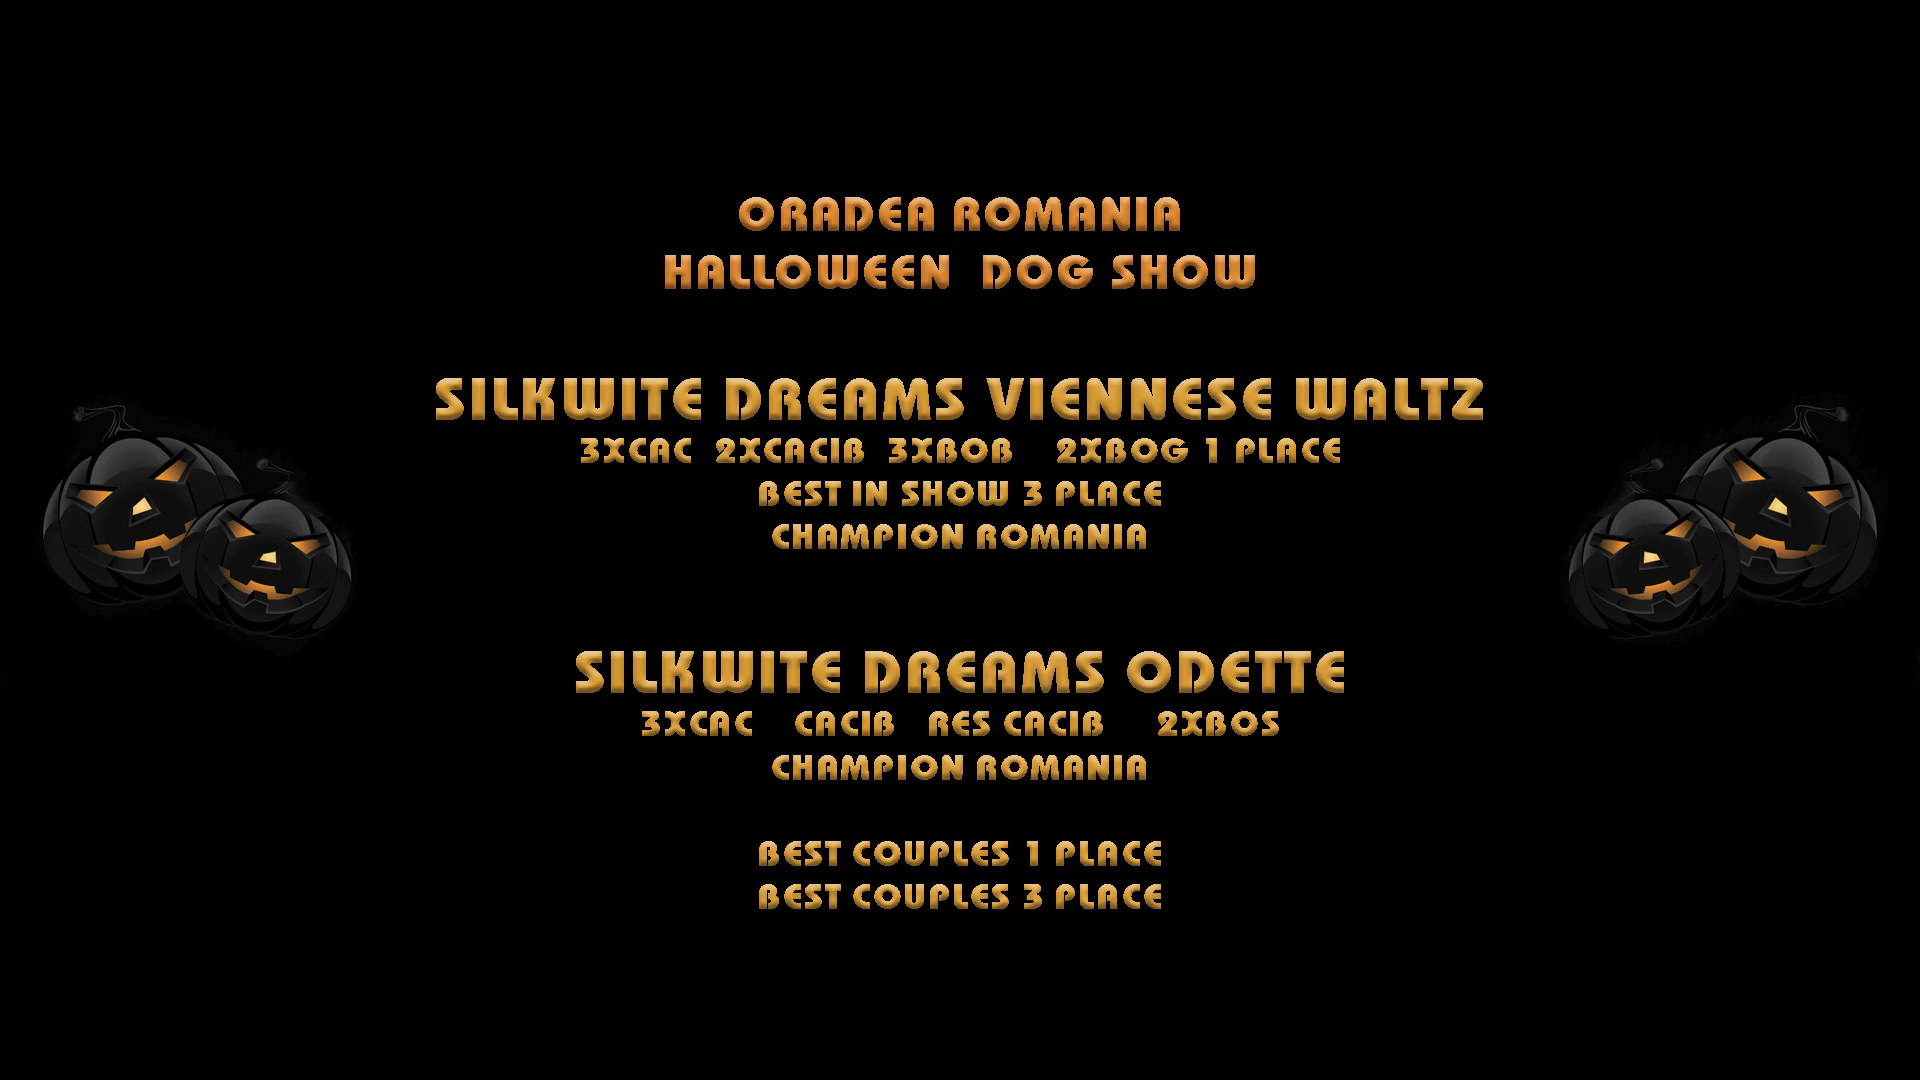 ORADEA ROMANIA
HALLOWEEN DOG SHOW
SILKWITE DREAMS VIENNESE WALTZ
3XCAC 2XCACIB 3XBOB 2XBOG 1 PLACE
BEST IN SHOW 3 PLACE
CHAMPION ROMANIA
SILKWITE DREAMS ODETTE
3XCAC CACIB RES CACIB 2XBOS
CHAMPION ROMANIA
BEST COUPLES 1 PLACE
BEST COUPLES 3 PLACE